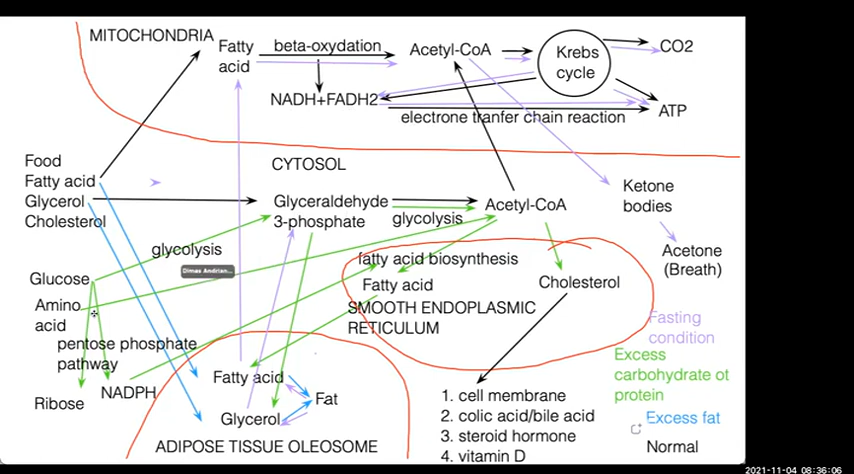 MITOCHONDRIA
Fatty
acid
beta-oxydation
Acetyl-CoA
Krebs
cycle
CO2
NADH+FADH2
ATP
electrone tranfer chain reaction
CYTOSOL
Food
Fatty acid
Glycerol
Cholesterol
Glyceraldehyde
3-phosphate
glycolysis
Acetyl-CoA
Ketone
bodies
Acetone
(Breath)
glycolysis
Dimas Andrian...
Glucose
Amino
acid
fatty acid biosynthesis
Fatty acid
Cholesterol
SMOOTH ENDOPLASMIC
RETICULUM
pentose phosphate
pathway
NADPH
Ribose
Fatty acid
Fat
Glycerol
ADIPOSE TISSUE OLEOSOME
1. cell membrane
2. colic acid/bile acid
3. steroid hormone
4. vitamin D
Fasting
condition
Excess
carbohydrate ot
protein
Excess fat
Normal
2021-11-04 08:36:06